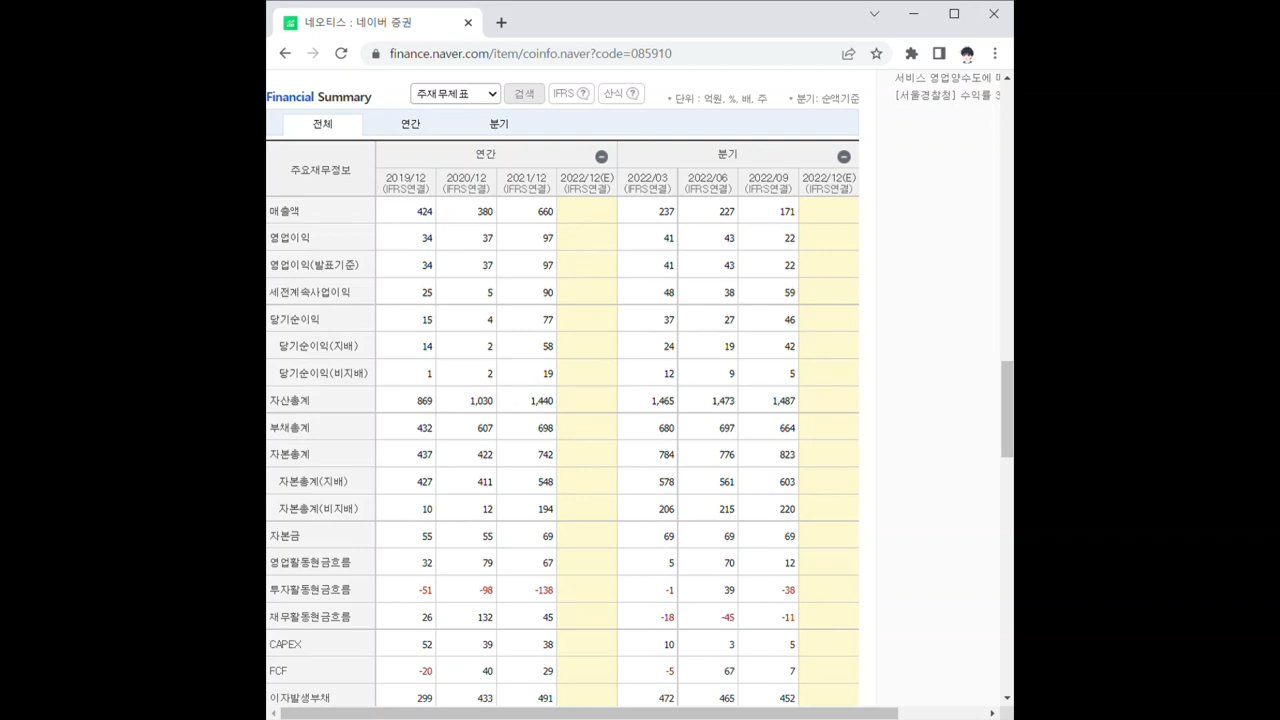 네오티스 : 네이버 증권
finance.naver.com/item/coinfo.naver?code=085910
서비스 영업양수도에 
[서울경찰청] 수익률 
Financial Summary 주재무제표 검색 IFRS ? 산식 ? * 단위 : 억원, %, 배, 주 * 분기: 순액기준
전체 연간 분기
주요재무정보 연간 분기
2019/12 2020/12 2021/12 2022/12(E) 2022/03 2022/06 2022/09 2022/12(E)
(IFRS연결) (IFRS연결) (IFRS연결) (IFRS연결) (IFRS연결) (IFRS연결) (IFRS연결) (IFRS연결)
매출액 424 380 660 237 227 171
영업이익 34 37 97 41 43 22
영업이익(발표기준) 34 37 97 41 43 22
세전계속사업이익 25 5 90 48 38 59
당기순이익 15 4 77 37 27 46
당기순이익(지배) 14 2 58 24 19 42
당기순이익(비지배) 1 2 19 12 9 5
자산총계 869 1,030 1,440 1,465 1,473 1,487
부채총계 432 607 698 680 697 664
자본총계 437 422 742 784 776 823
자본총계(지배) 427 411 548 578 561 603
자본총계(비지배) 10 12 194 206 215 220
자본금 55 55 69 69 69 69
영업활동현금흐름 32 79 67 5 70 12
투자활동현금흐름 -51 -98 -138 -1 39 -38
재무활동현금흐름 26 132 45 -18 -45 -11
CAPEX 52 39 38 10 3 5
FCF -20 40 29 -5 67 7
이자발생부채 299 433 491 472 465 452